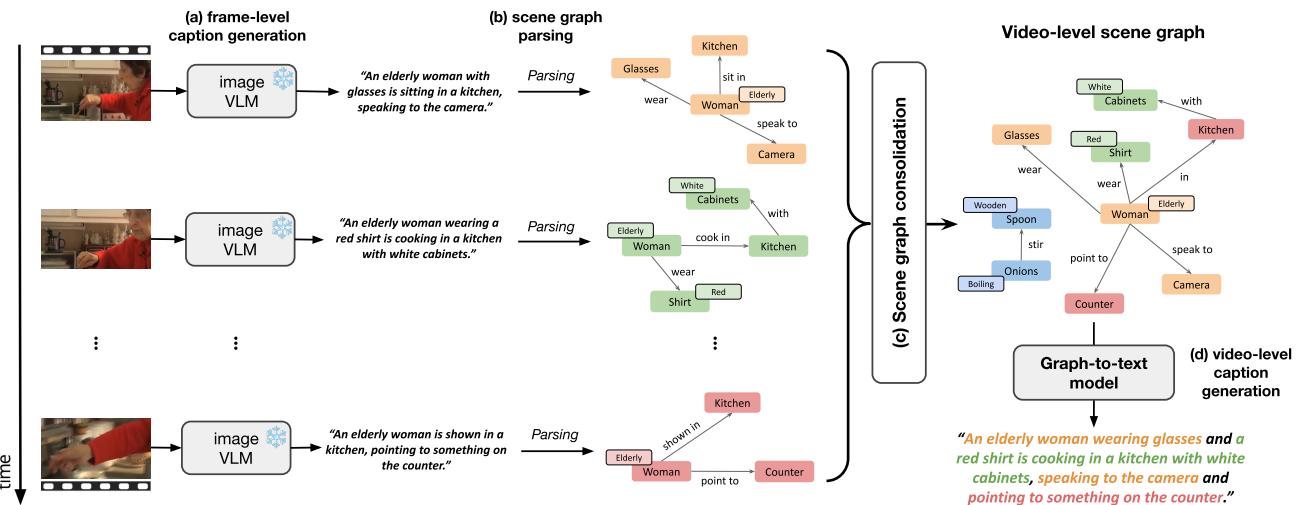 (a) frame-level
caption generation
(b) scene graph
parsing
Video-level scene graph
time
image
VLM
“An elderly woman with
glasses is sitting in a kitchen,
speaking to the camera.”
Parsing
Kitchen
Glasses
sit in
Elderly
wear
Woman
speak to
Camera
image
VLM
“An elderly woman wearing a
red shirt is cooking in a kitchen
with white cabinets.”
Parsing
White
Cabinets
with
Elderly
Woman
cook in
Kitchen
wear
Shirt
Red
image
VLM
“An elderly woman is shown in a
kitchen, pointing to something on
the counter.”
Parsing
Kitchen
shown in
Elderly
Woman
point to
Counter
(c) Scene graph consolidation
White
Cabinets
with
Kitchen
Glasses
Red
Shirt
wear
wear
in
Wooden
Spoon
Woman
Elderly
stir
point to
speak to
Onions
Boiling
Camera
Counter
Graph-to-text
model
(d) video-level
caption
generation
“An elderly woman wearing glasses and a
red shirt is cooking in a kitchen with white
cabinets, speaking to the camera and
pointing to something on the counter.”